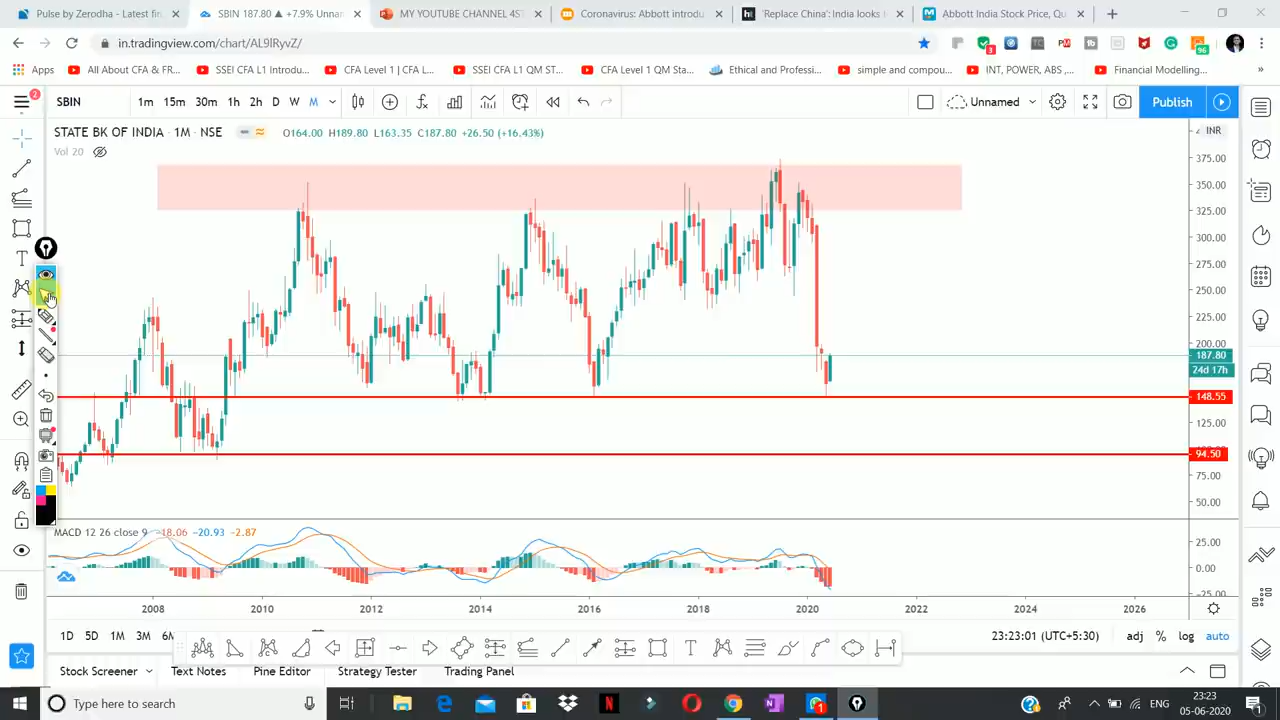 Pulse by Zerodha - Latest fin
SBIN 187.80 ▲ +7.9% Unnam
MY YOUTUBE CHANNEL 4ST
Coronavirus: Abbott introdu
'Replace China': India looks
Abbott India Stock Price, Qu
in.tradingview.com/chart/AL9lRyvZ/
3
96
Apps
All About CFA & FR...
SSEI CFA L1 Introdu...
CFA Level 1 | CFA L...
SSEI CFA L1 QM ST...
CFA Level 1 QM Sta...
Ethical and Professi...
simple and compou...
INT, POWER, ABS ,...
Financial Modelling...
2
SBIN
1m 15m 30m 1h 2h D W M
Unnamed
Publish
STATE BK OF INDIA · 1M · NSE
O164.00 H189.80 L163.35 C187.80 +26.50 (+16.43%)
INR
Vol 20
375.00
350.00
325.00
300.00
275.00
250.00
225.00
200.00
187.80
24d 17h
148.55
125.00
94.50
75.00
50.00
MACD 12 26 close 9 −18.06 −20.93 −2.87
25.00
0.00
−25.00
2008 2010 2012 2014 2016 2018 2020 2022 2024 2026
1D 5D 1M 3M 6M
23:23:01 (UTC+5:30)
adj % log auto
Stock Screener
Text Notes
Pine Editor
Strategy Tester
Trading Panel
Type here to search
1
ENG
23:23
05-06-2020